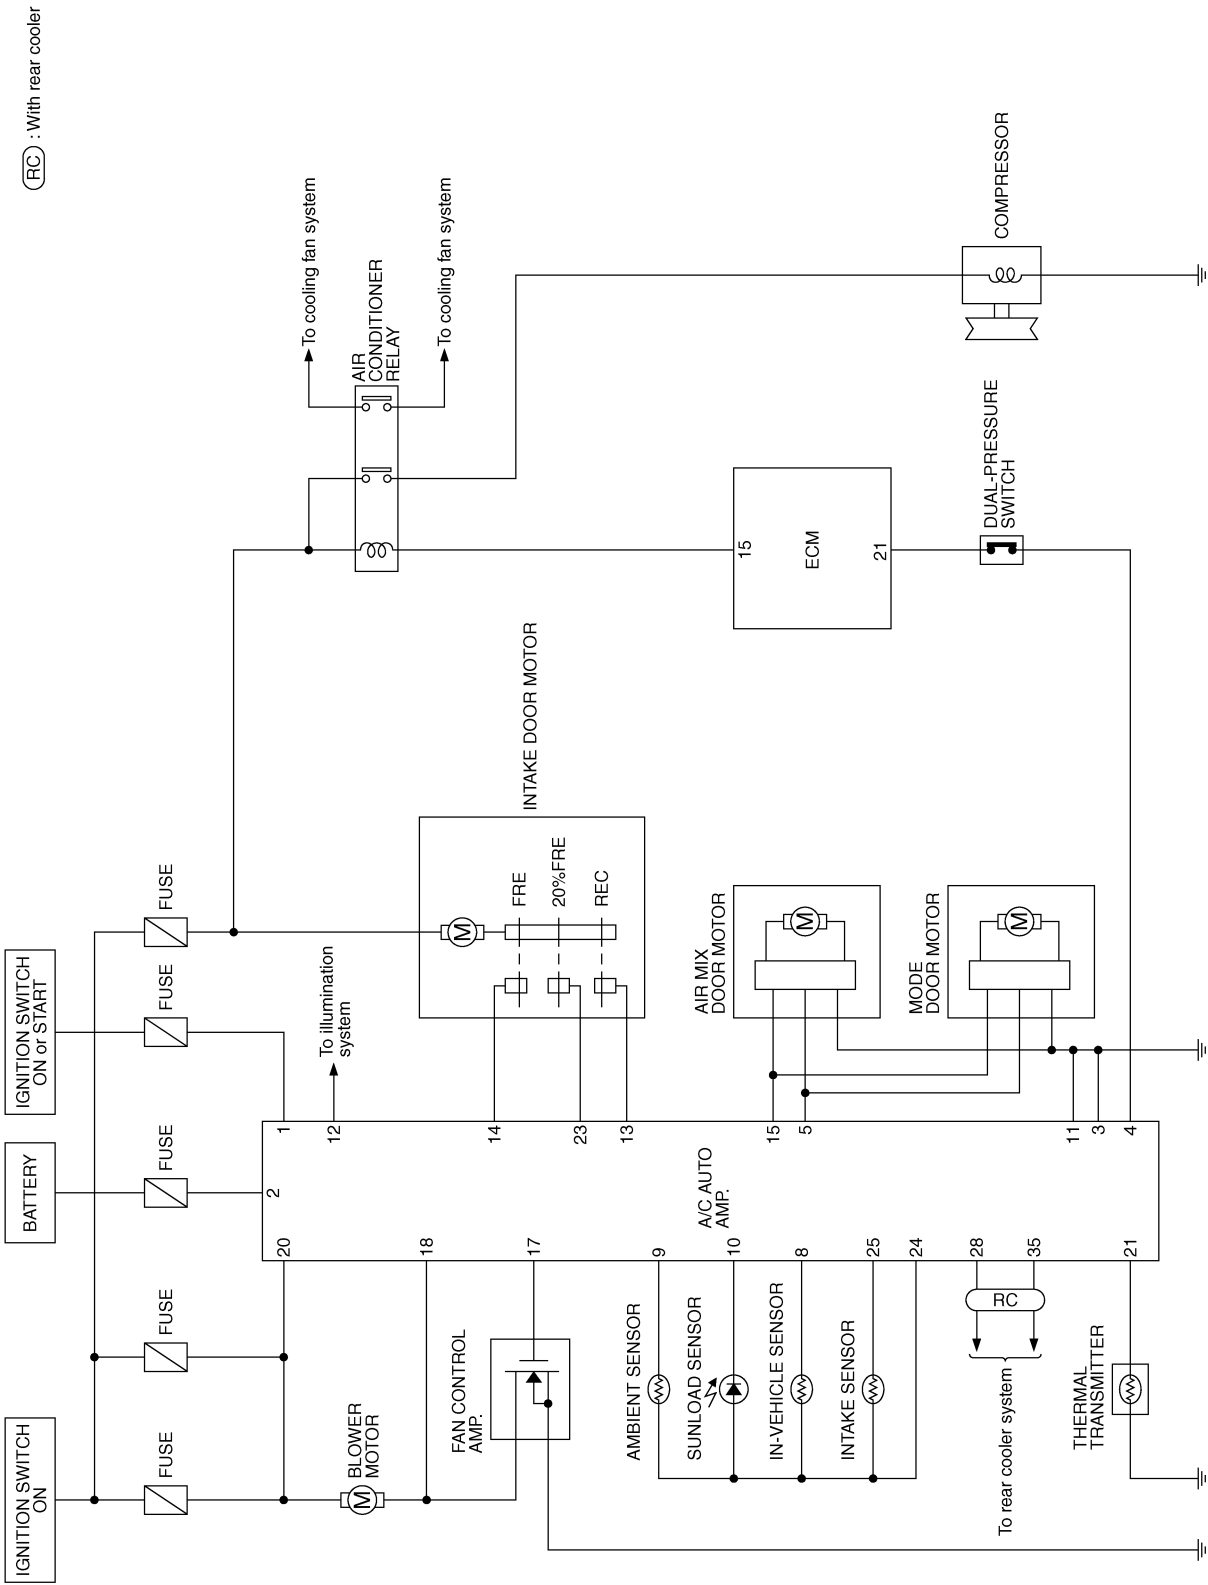 RC : With rear cooler
IGNITION SWITCH
ON
BATTERY
IGNITION SWITCH
ON or START
FUSE
FUSE
FUSE
FUSE
FUSE
To cooling fan system
AIR
CONDITIONER
RELAY
To cooling fan system
COMPRESSOR
DUAL-PRESSURE
SWITCH
15
ECM
21
INTAKE DOOR MOTOR
M
FRE
20%FRE
REC
To illumination
system
AIR MIX
DOOR MOTOR
M
MODE
DOOR MOTOR
M
BLOWER
MOTOR
M
FAN CONTROL
AMP.
20
2
1
12
18
17
14
23
13
A/C AUTO
AMP.
9
10
8
25
24
28
35
21
15
5
11
3
4
AMBIENT SENSOR
SUNLOAD SENSOR
IN-VEHICLE SENSOR
INTAKE SENSOR
RC
To rear cooler system
THERMAL
TRANSMITTER